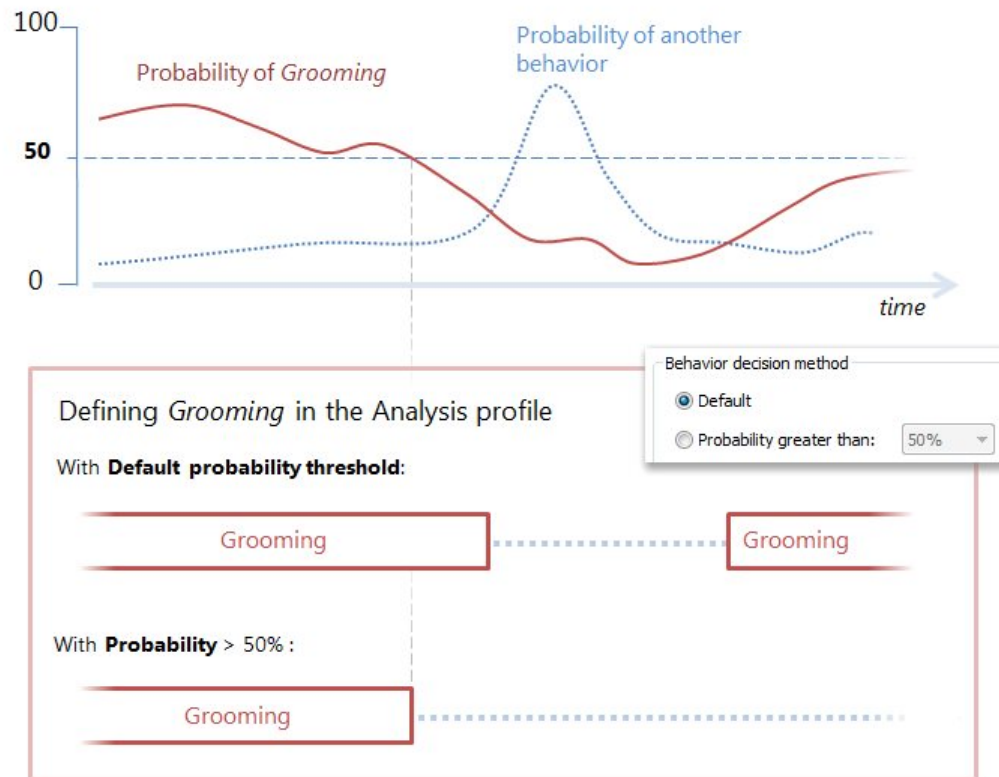 100
Probability of Grooming
Probability of another
behavior
50
0
time
Behavior decision method
Default
Probability greater than: 50%
Defining Grooming in the Analysis profile
With Default probability threshold:
Grooming
Grooming
With Probability > 50% :
Grooming